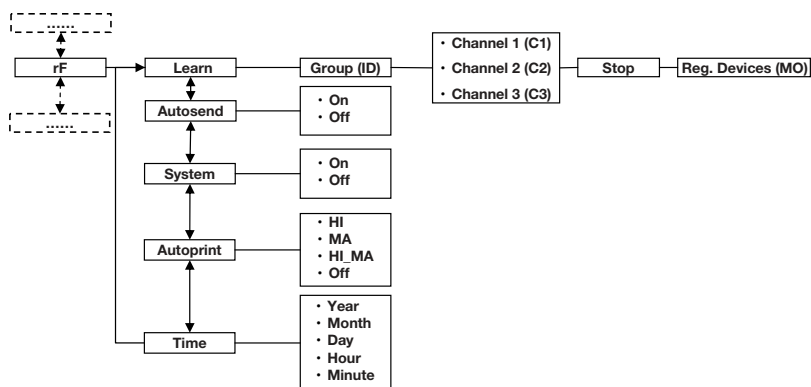 ......
rF
......
Learn
Group (ID)
· Channel 1 (C1)
· Channel 2 (C2)
· Channel 3 (C3)
Stop
Reg. Devices (MO)
Autosend
· On
· Off
System
· On
· Off
Autoprint
· HI
· MA
· HI_MA
· Off
Time
· Year
· Month
· Day
· Hour
· Minute